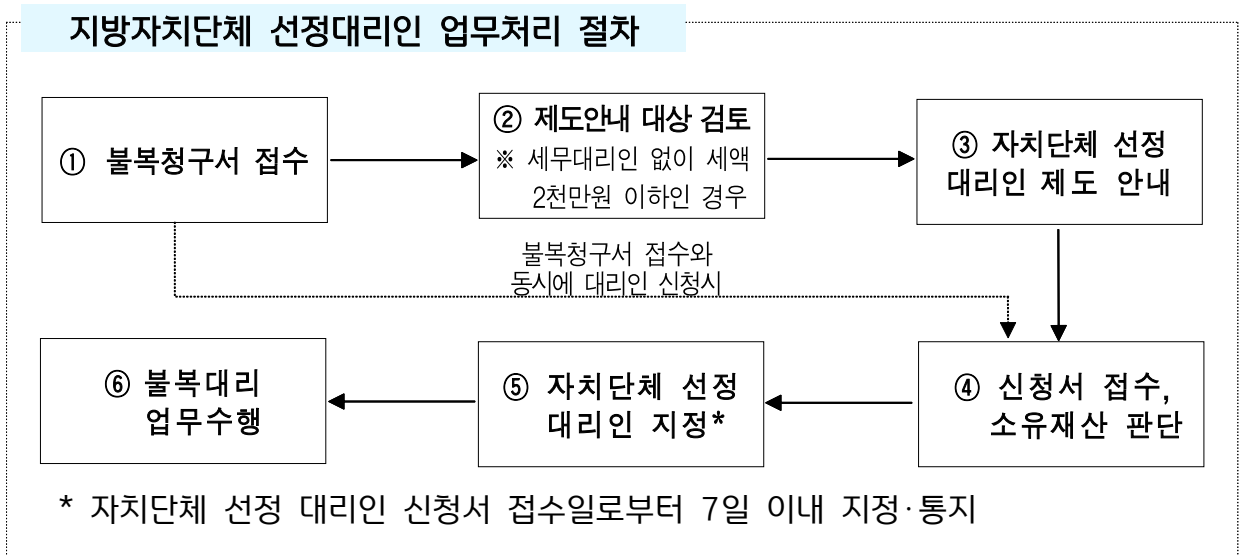 지방자치단체 선정대리인 업무처리 절차
① 불복청구서 접수
② 제도안내 대상 검토
※ 세무대리인 없이 세액
2천만원 이하인 경우
③ 자치단체 선정
대리인 제도 안내
불복청구서 접수와
동시에 대리인 신청시
④ 신청서 접수,
소유재산 판단
⑤ 자치단체 선정
대리인 지정*
⑥ 불복대리
업무수행
* 자치단체 선정 대리인 신청서 접수일로부터 7일 이내 지정·통지